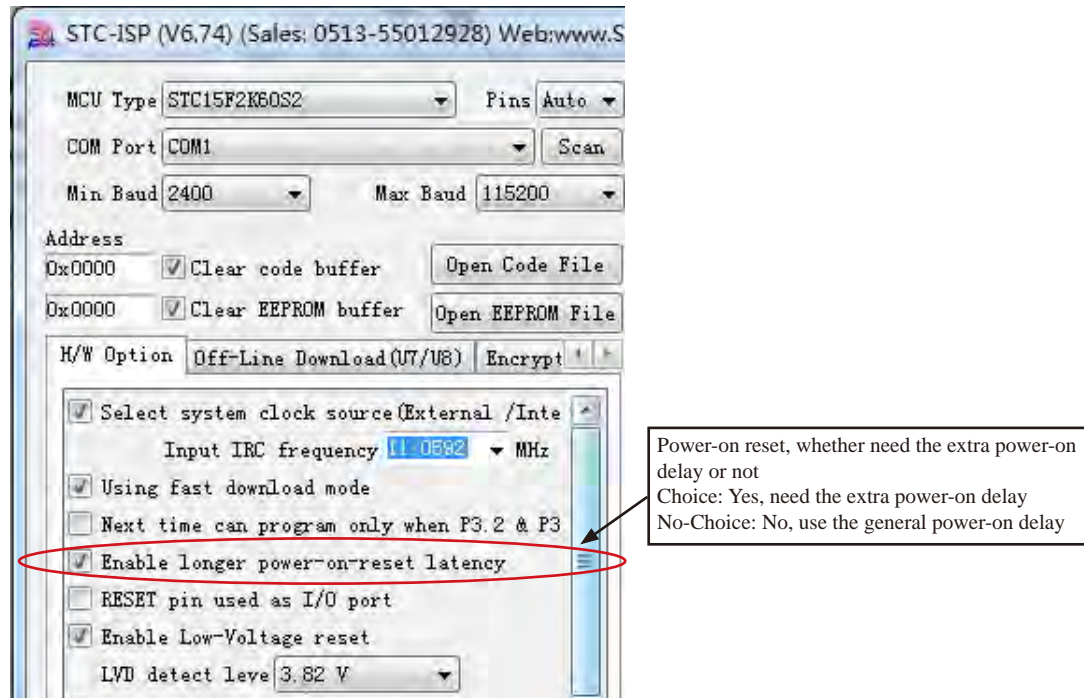 STC-ISP (V6.74) (Sales: 0513-55012928) Web:www.S
MCU Type STC15F2K60S2 Pins Auto
COM Port COM1 Scan
Min Baud 2400 Max Baud 115200
Address
0x0000 Clear code buffer Open Code File
0x0000 Clear EEPROM buffer Open EEPROM File
H/W Option Off-Line Download(U7/U8) Encrypt
Select system clock source(External /Inte
Input IRC frequency 11.0592 MHz
Using fast download mode
Next time can program only when P3.2 & P3
Enable longer power-on-reset latency
RESET pin used as I/O port
Enable Low-Voltage reset
LVD detect leve 3.82 V
Power-on reset, whether need the extra power-on
delay or not
Choice: Yes, need the extra power-on delay
No-Choice: No, use the general power-on delay